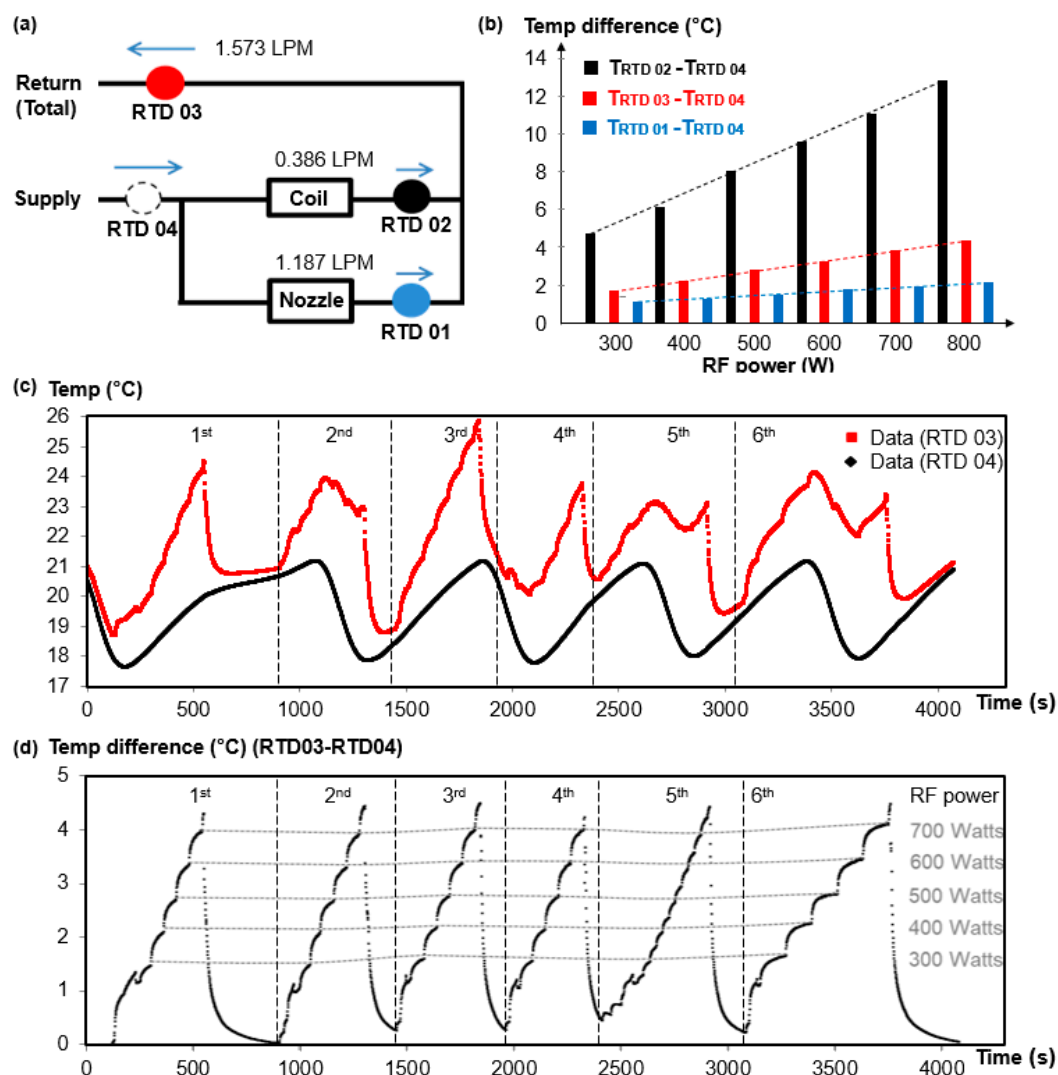 (a)
1.573 LPM
Return
(Total)
RTD 03
0.386 LPM
Supply
Coil
RTD 04
RTD 02
1.187 LPM
Nozzle
RTD 01
(b) Temp difference (°C)
14
12
10
8
6
4
2
0
TRTD 02 -TRTD 04
TRTD 03 -TRTD 04
TRTD 01 -TRTD 04
300 400 500 600 700 800
RF power (W)
(c) Temp (°C)
26
25
24
23
22
21
20
19
18
17
1st 2nd 3rd 4th 5th 6th
Data (RTD 03)
Data (RTD 04)
0 500 1000 1500 2000 2500 3000 3500 4000
Time (s)
(d) Temp difference (°C) (RTD03-RTD04)
5
4
3
2
1
0
1st 2nd 3rd 4th 5th 6th
RF power
700 Watts
600 Watts
500 Watts
400 Watts
300 Watts
0 500 1000 1500 2000 2500 3000 3500 4000
Time (s)